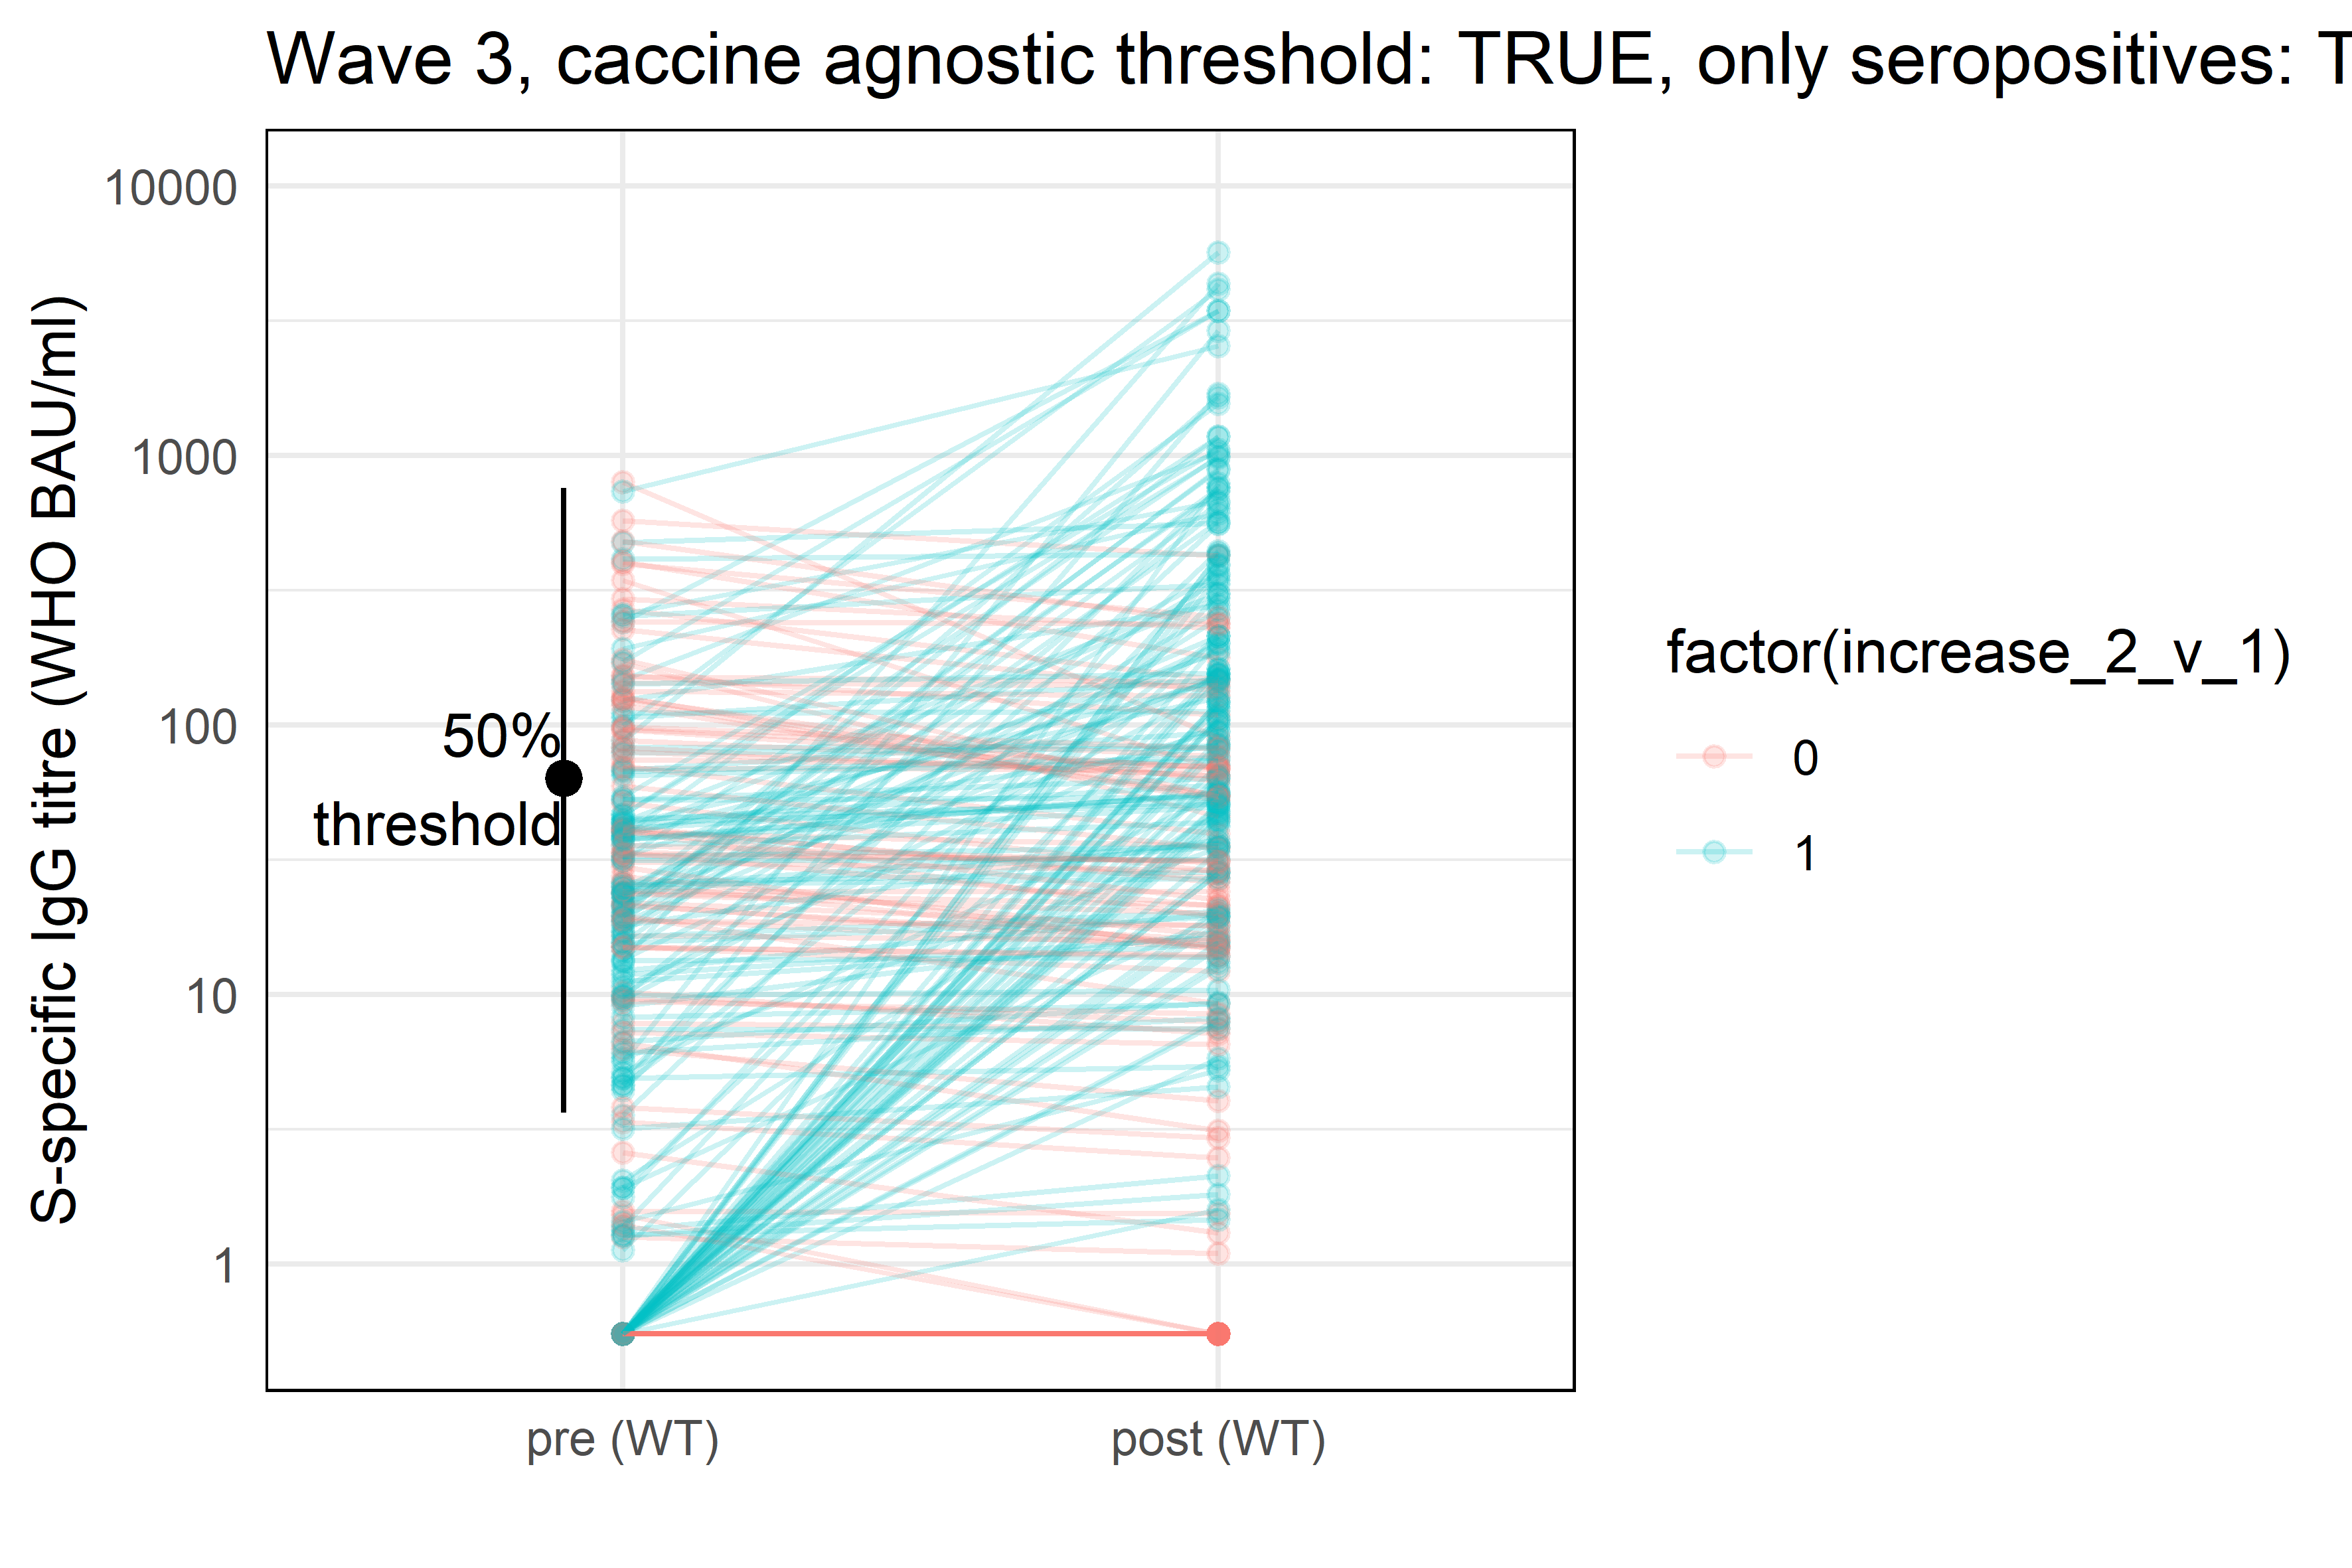 Wave 3, caccine agnostic threshold: TRUE, only seropositives: T
S-specific IgG titre (WHO BAU/ml)
10000
1000
100
10
1
50%
threshold
pre (WT)
post (WT)
factor(increase_2_v_1)
0
1